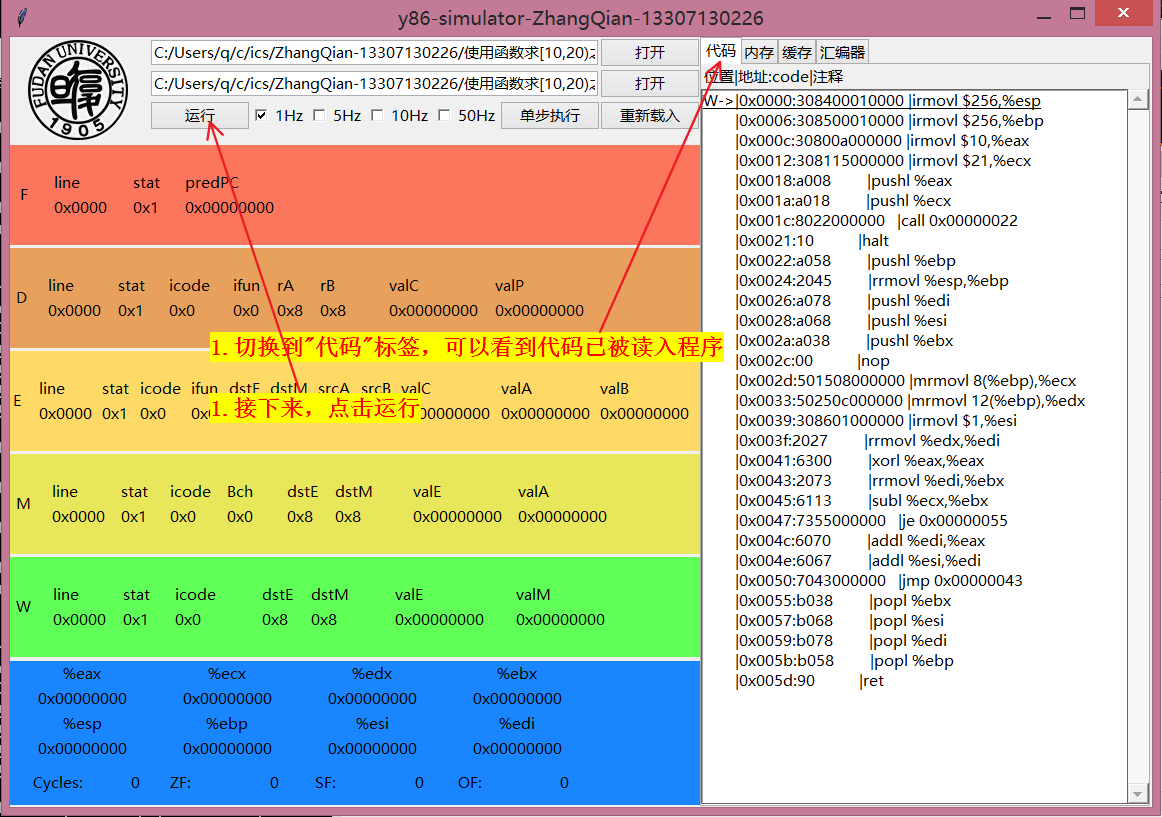 y86-simulator-ZhangQian-13307130226
FUDAN UNIVERSITY
1905
C:/Users/q/c/ics/ZhangQian-13307130226/使用函数求[10,20)之
打开
C:/Users/q/c/ics/ZhangQian-13307130226/使用函数求[10,20)之
打开
运行 1Hz 5Hz 10Hz 50Hz 单步执行 重新载入
F
line stat predPC
0x0000 0x1 0x00000000
D
line stat icode ifun rA rB valC valP
0x0000 0x1 0x0 0x0 0x8 0x8 0x00000000 0x00000000
1. 切换到"代码"标签，可以看到代码已被读入程序
E
line stat icode ifun dstE dstM srcA srcB valC valA valB
0x0000 0x1 0x0 0x00000000 0x00000000
1. 接下来，点击运行
M
line stat icode Bch dstE dstM valE valA
0x0000 0x1 0x0 0x0 0x8 0x8 0x00000000 0x00000000
W
line stat icode dstE dstM valE valM
0x0000 0x1 0x0 0x8 0x8 0x00000000 0x00000000
%eax %ecx %edx %ebx
0x00000000 0x00000000 0x00000000 0x00000000
%esp %ebp %esi %edi
0x00000000 0x00000000 0x00000000 0x00000000
Cycles: 0 ZF: 0 SF: 0 OF: 0
代码 内存 缓存 汇编器
位置|地址:code|注释
W->|0x0000:308400010000 |irmovl $256,%esp
|0x0006:308500010000 |irmovl $256,%ebp
|0x000c:30800a000000 |irmovl $10,%eax
|0x0012:308115000000 |irmovl $21,%ecx
|0x0018:a008 |pushl %eax
|0x001a:a018 |pushl %ecx
|0x001c:8022000000 |call 0x00000022
|0x0021:10 |halt
|0x0022:a058 |pushl %ebp
|0x0024:2045 |rrmovl %esp,%ebp
|0x0026:a078 |pushl %edi
|0x0028:a068 |pushl %esi
|0x002a:a038 |pushl %ebx
|0x002c:00 |nop
|0x002d:501508000000 |mrmovl 8(%ebp),%ecx
|0x0033:50250c000000 |mrmovl 12(%ebp),%edx
|0x0039:308601000000 |irmovl $1,%esi
|0x003f:2027 |rrmovl %edx,%edi
|0x0041:6300 |xorl %eax,%eax
|0x0043:2073 |rrmovl %edi,%ebx
|0x0045:6113 |subl %ecx,%ebx
|0x0047:7355000000 |je 0x00000055
|0x004c:6070 |addl %edi,%eax
|0x004e:6067 |addl %esi,%edi
|0x0050:7043000000 |jmp 0x00000043
|0x0055:b038 |popl %ebx
|0x0057:b068 |popl %esi
|0x0059:b078 |popl %edi
|0x005b:b058 |popl %ebp
|0x005d:90 |ret